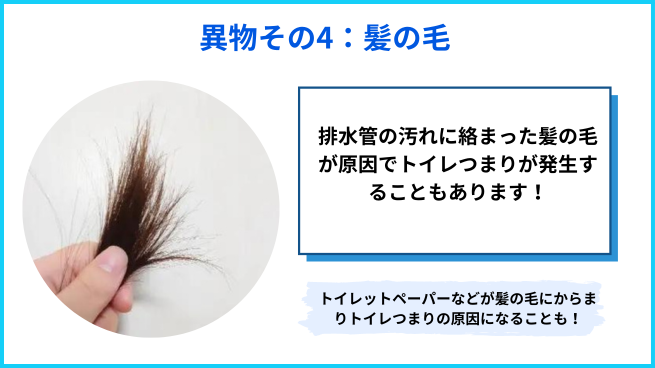 異物その4：髪の毛
排水管の汚れに絡まった髪の毛
が原因でトイレつまりが発生す
ることもあります！
トイレットペーパーなどが髪の毛にからま
りトイレつまりの原因になることも！